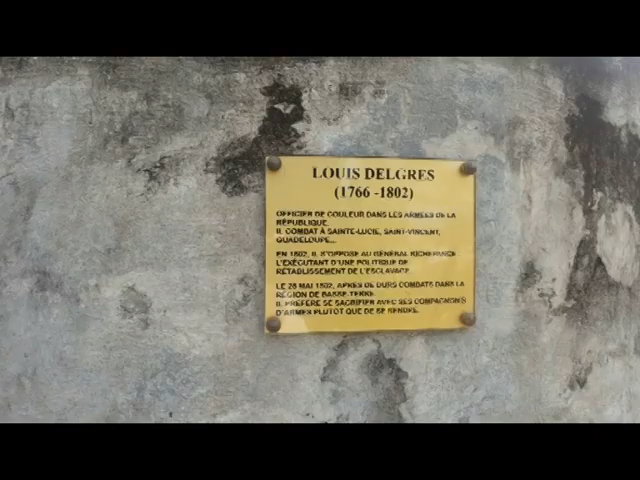 LOUIS DELGRES
(1766 -1802)
OFFICIER DE COULEUR DANS LES ARMÉES DE LA
RÉPUBLIQUE.
IL COMBAT À SAINTE-LUCIE, SAINT-VINCENT,
GUADELOUPE...
EN 1802, IL S'OPPOSE AU GÉNÉRAL RICHEPANCE
L'EXÉCUTANT D'UNE POLITIQUE DE
RÉTABLISSEMENT DE L'ESCLAVAGE.
LE 28 MAI 1802, APRÈS DE DURS COMBATS DANS LA
RÉGION DE BASSE-TERRE
IL PRÉFÈRE SE SACRIFIER AVEC SES COMPAGNONS
D'ARMES PLUTÔT QUE DE SE RENDRE.